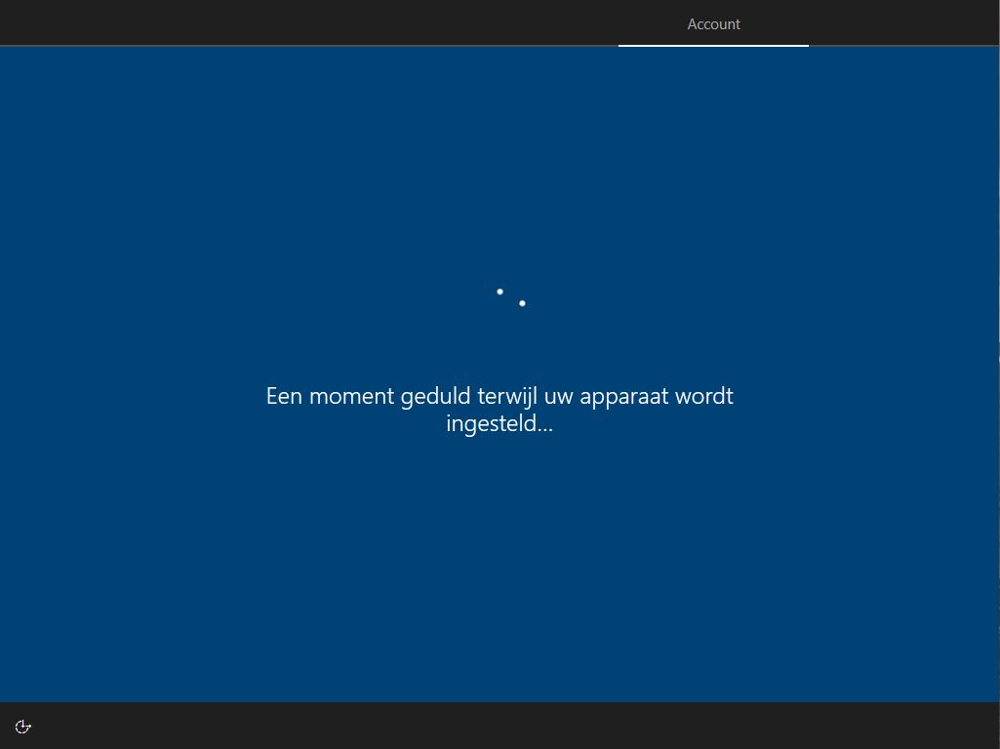 Account
Een moment geduld terwijl uw apparaat wordt
ingesteld...